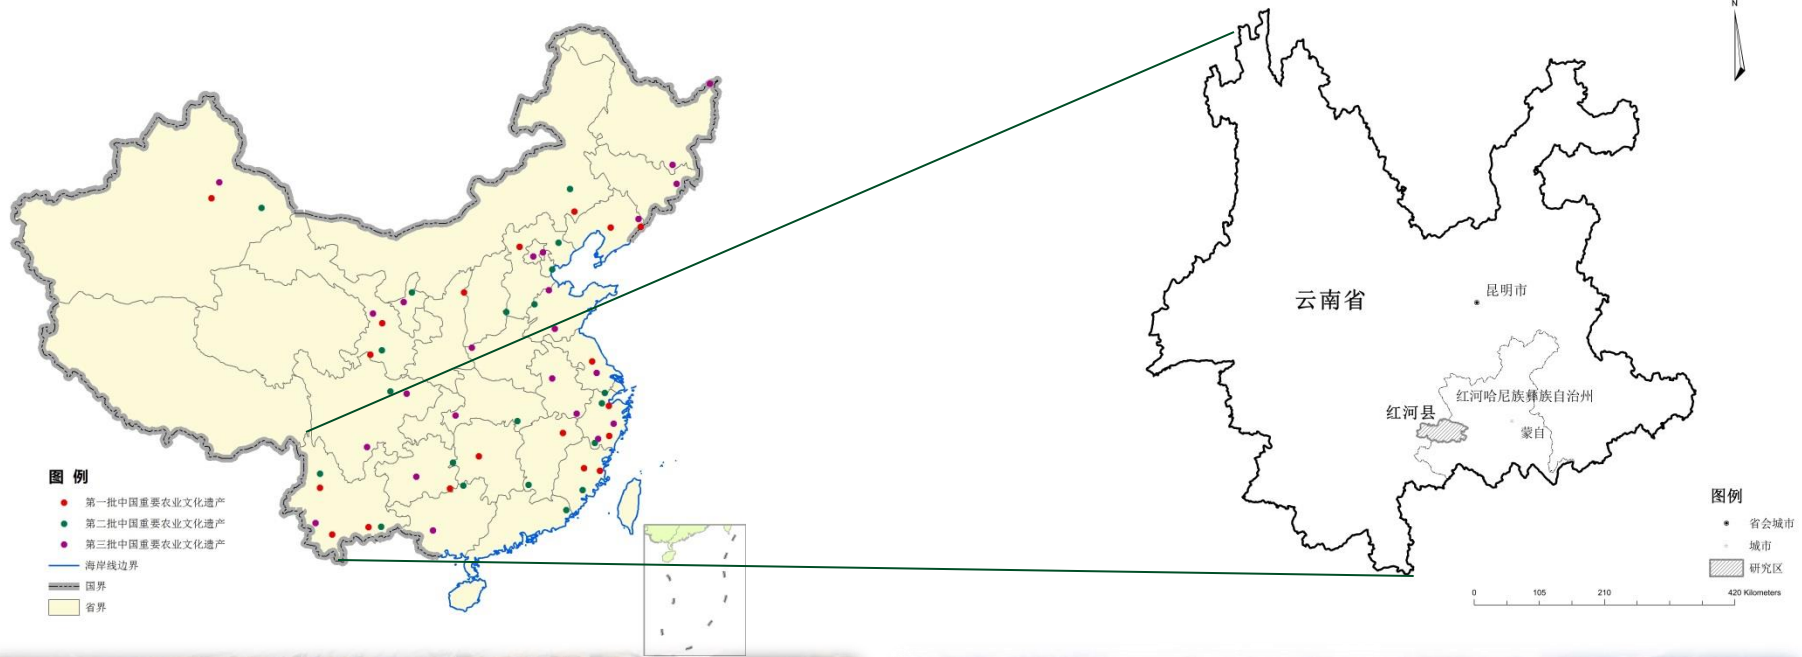 图 例
第一批中国重要农业文化遗产
第二批中国重要农业文化遗产
第三批中国重要农业文化遗产
海岸线边界
国界
省界
N
云南省
昆明市
红河哈尼族彝族自治州
红河县
蒙自
图例
省会城市
城市
研究区
0 105 210 420 Kilometers